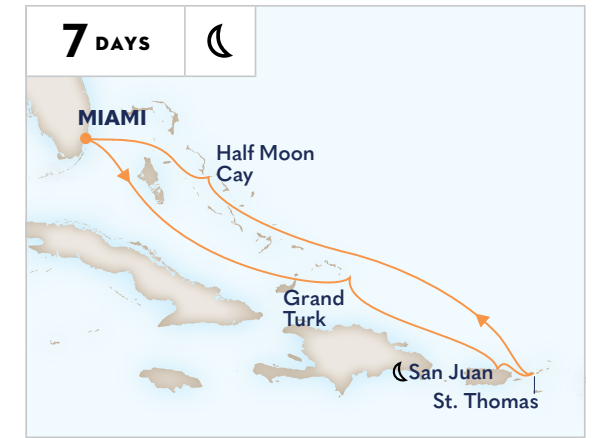 7 DAYS
MIAMI
Half Moon
Cay
Grand
Turk
San Juan
St. Thomas